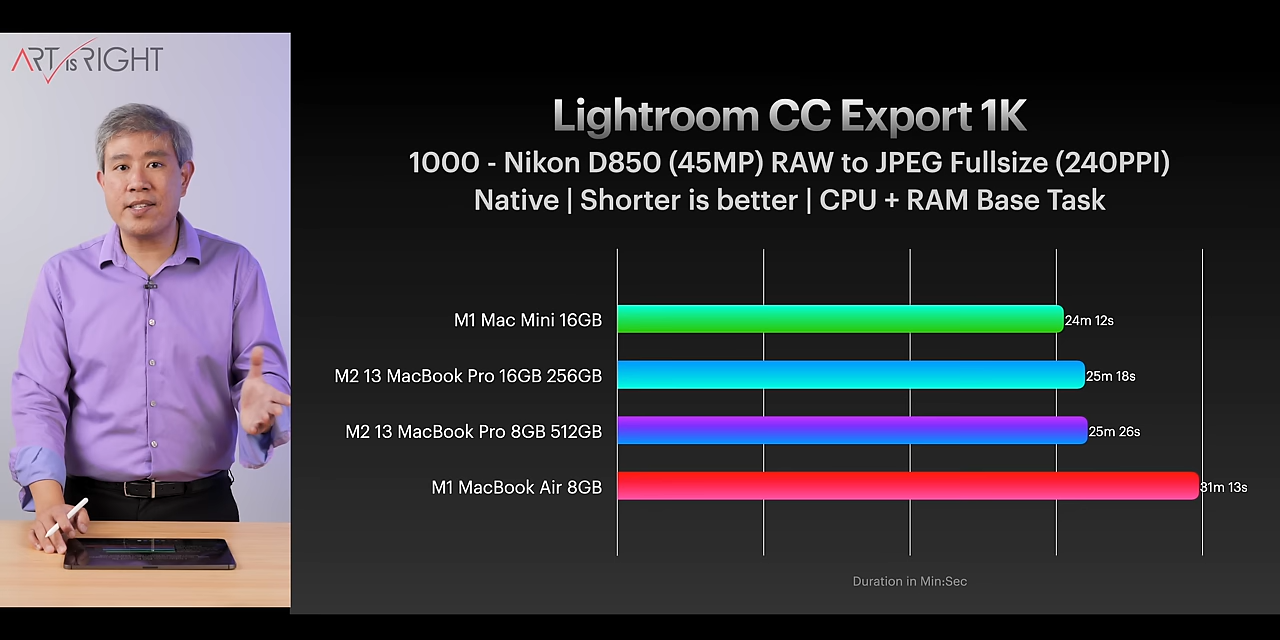 ART IS RIGHT
Lightroom CC Export 1K
1000 - Nikon D850 (45MP) RAW to JPEG Fullsize (240PPI)
Native | Shorter is better | CPU + RAM Base Task
M1 Mac Mini 16GB 24m 12s
M2 13 MacBook Pro 16GB 256GB 25m 18s
M2 13 MacBook Pro 8GB 512GB 25m 26s
M1 MacBook Air 8GB 31m 13s
Duration in Min:Sec